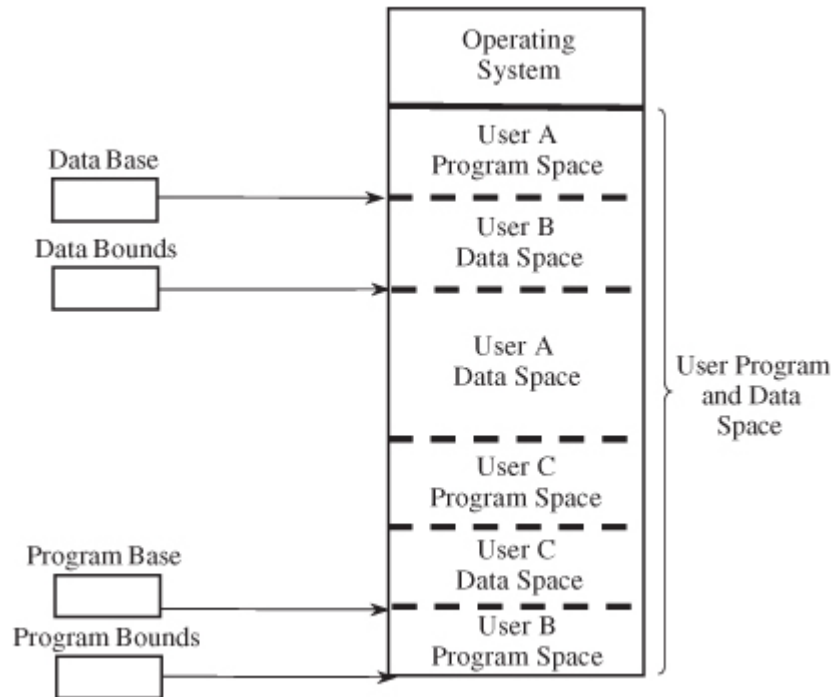 Operating
System
User A
Program Space
Data Base
User B
Data Space
Data Bounds
User A
Data Space
User Program
and Data
Space
User C
Program Space
User C
Data Space
Program Base
User B
Program Space
Program Bounds